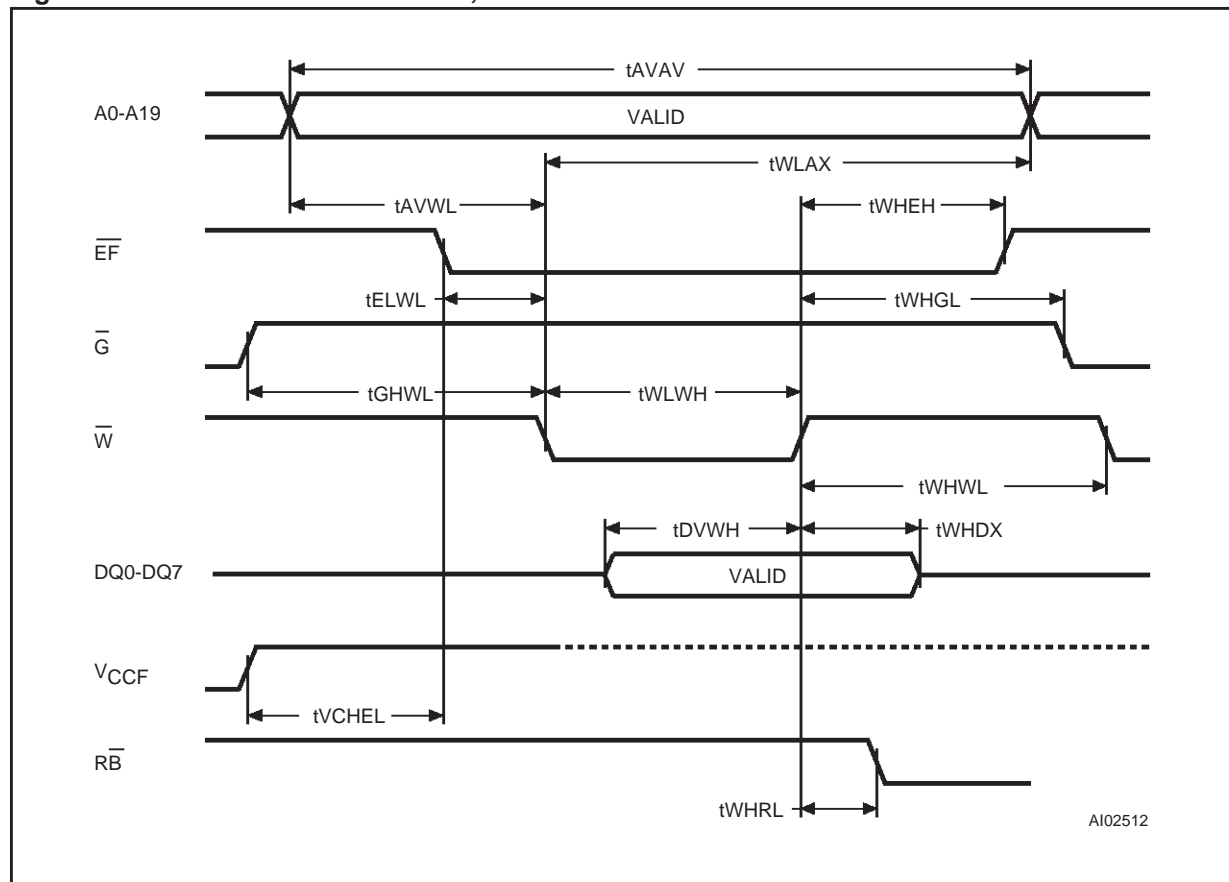 tAVAV
A0-A19
VALID
tWLAX
tAVWL
tWHEH
EF
tELWL
tWHGL
G
tGHWL
tWLWH
W
tWHWL
tDVWH
tWHDX
DQ0-DQ7
VALID
VCCF
tVCHEL
RB
tWHRL
AI02512